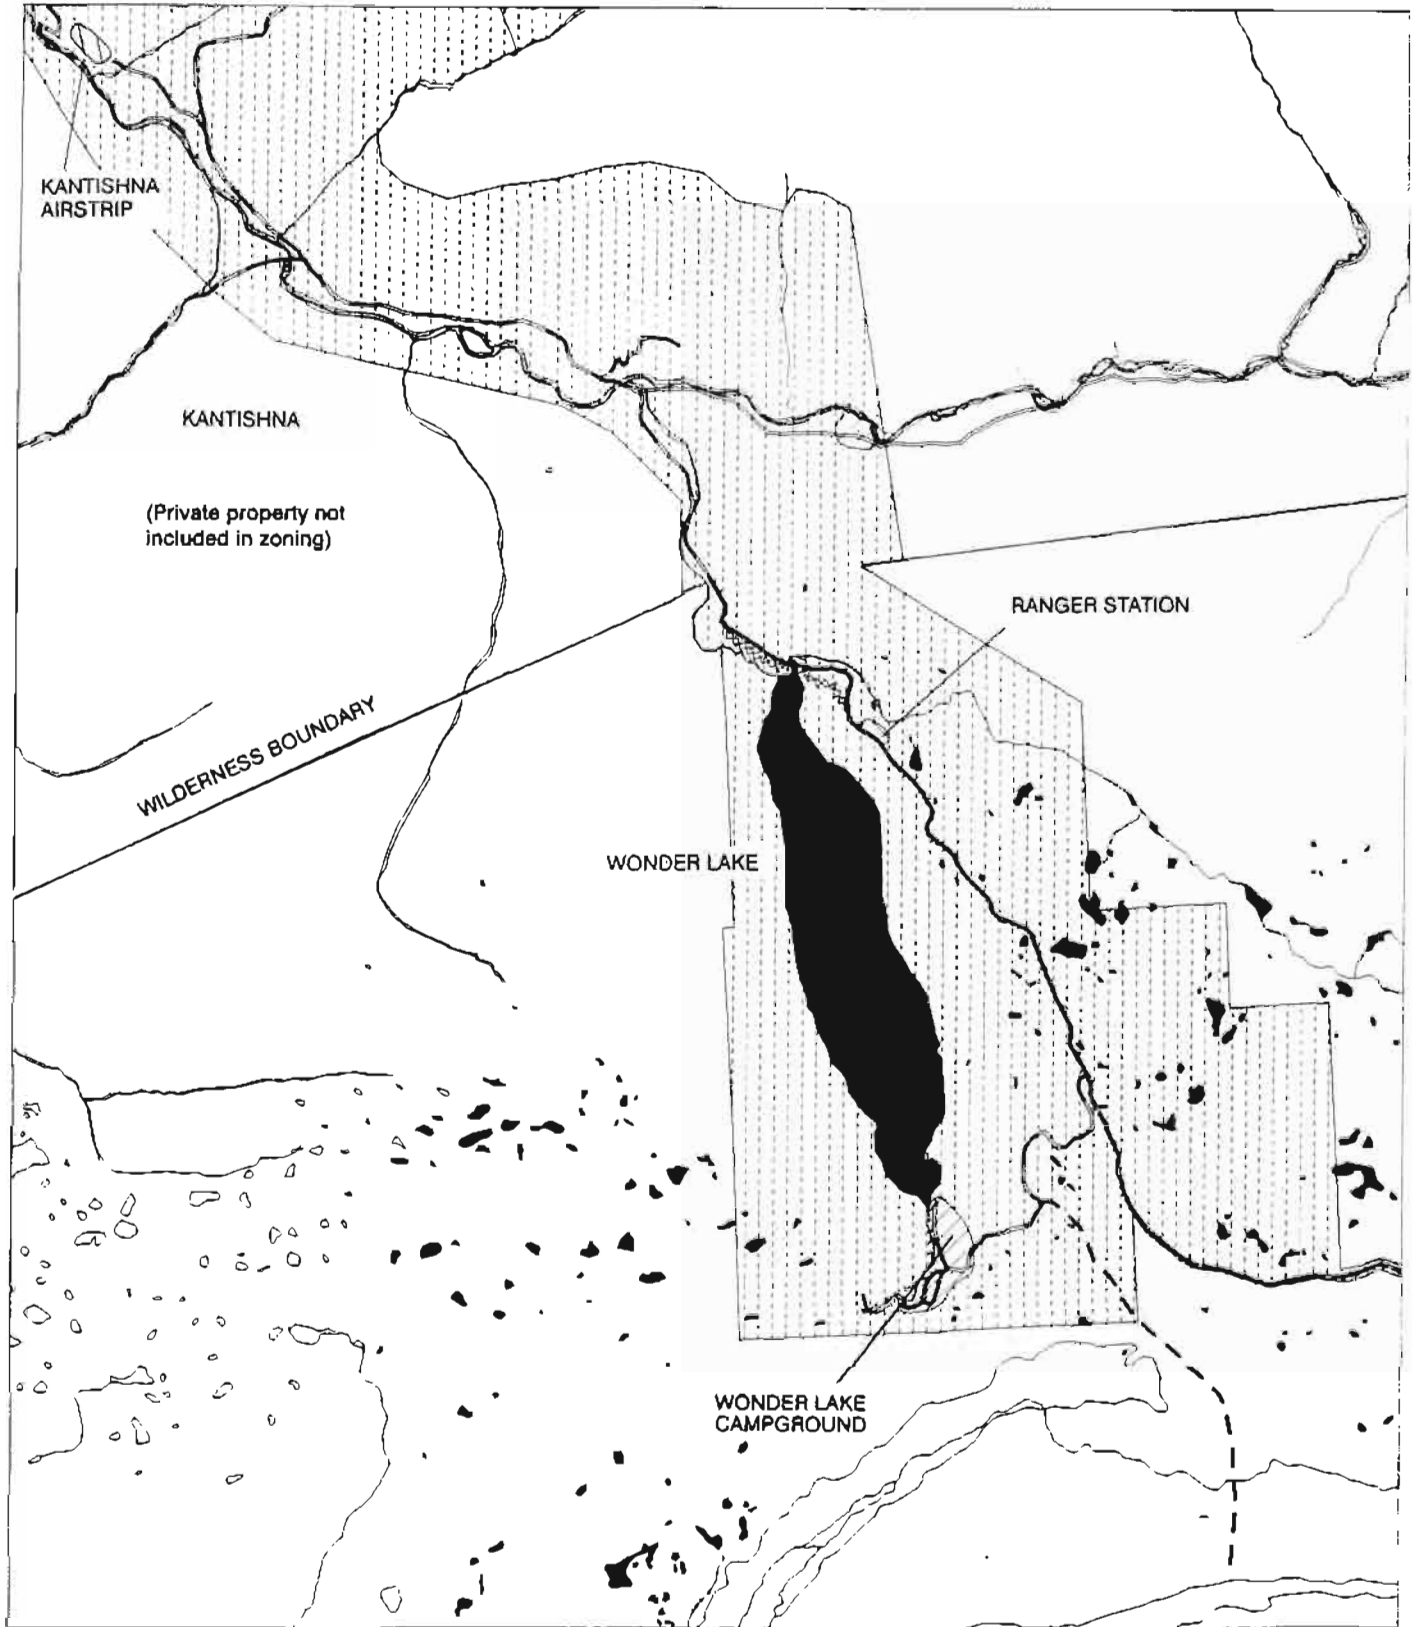 KANTISHNA
AIRSTRIP
KANTISHNA
(Private property not
included in zoning)
RANGER STATION
WILDERNESS BOUNDARY
WONDER LAKE
WONDER LAKE
CAMPGROUND